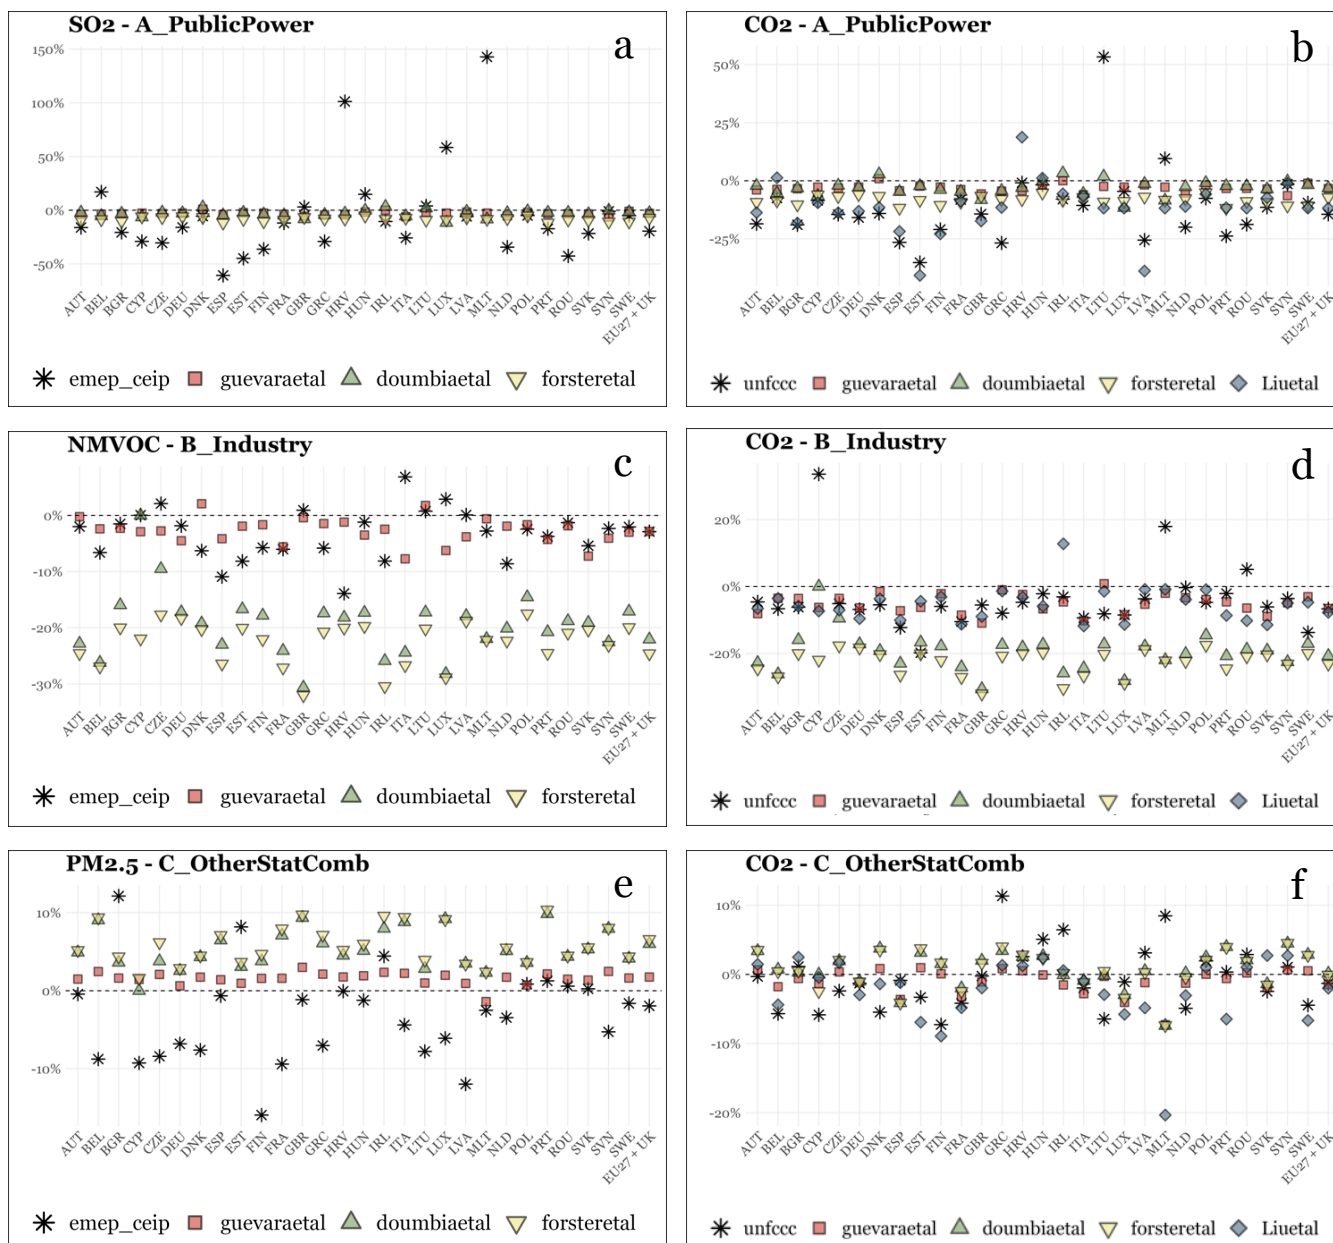 SO2 - A_PublicPower
a
150%
100%
50%
0%
-50%
AUT BEL BGR CYP CZE DEU DNK ESP EST FIN FRA GBR GRC HRV HUN IRL ITA LTU LUX LVA MLT NLD POL PRT ROU SVK SVN SWE EU27 + UK
emep_ceip guevaraetal doumbiaetal forsteretal
CO2 - A_PublicPower
b
50%
25%
0%
-25%
AUT BEL BGR CYP CZE DEU DNK ESP EST FIN FRA GBR GRC HRV HUN IRL ITA LTU LUX LVA MLT NLD POL PRT ROU SVK SVN SWE EU27 + UK
unfccc guevaraetal doumbiaetal forsteretal Liuetal
NMVOC - B_Industry
c
0%
-10%
-20%
-30%
AUT BEL BGR CYP CZE DEU DNK ESP EST FIN FRA GBR GRC HRV HUN IRL ITA LTU LUX LVA MLT NLD POL PRT ROU SVK SVN SWE EU27 + UK
emep_ceip guevaraetal doumbiaetal forsteretal
CO2 - B_Industry
d
20%
0%
-20%
AUT BEL BGR CYP CZE DEU DNK ESP EST FIN FRA GBR GRC HRV HUN IRL ITA LTU LUX LVA MLT NLD POL PRT ROU SVK SVN SWE EU27 + UK
unfccc guevaraetal doumbiaetal forsteretal Liuetal
PM2.5 - C_OtherStatComb
e
10%
0%
-10%
AUT BEL BGR CYP CZE DEU DNK ESP EST FIN FRA GBR GRC HRV HUN IRL ITA LTU LUX LVA MLT NLD POL PRT ROU SVK SVN SWE EU27 + UK
emep_ceip guevaraetal doumbiaetal forsteretal
CO2 - C_OtherStatComb
f
10%
0%
-10%
-20%
AUT BEL BGR CYP CZE DEU DNK ESP EST FIN FRA GBR GRC HRV HUN IRL ITA LTU LUX LVA MLT NLD POL PRT ROU SVK SVN SWE EU27 + UK
unfccc guevaraetal doumbiaetal forsteretal Liuetal